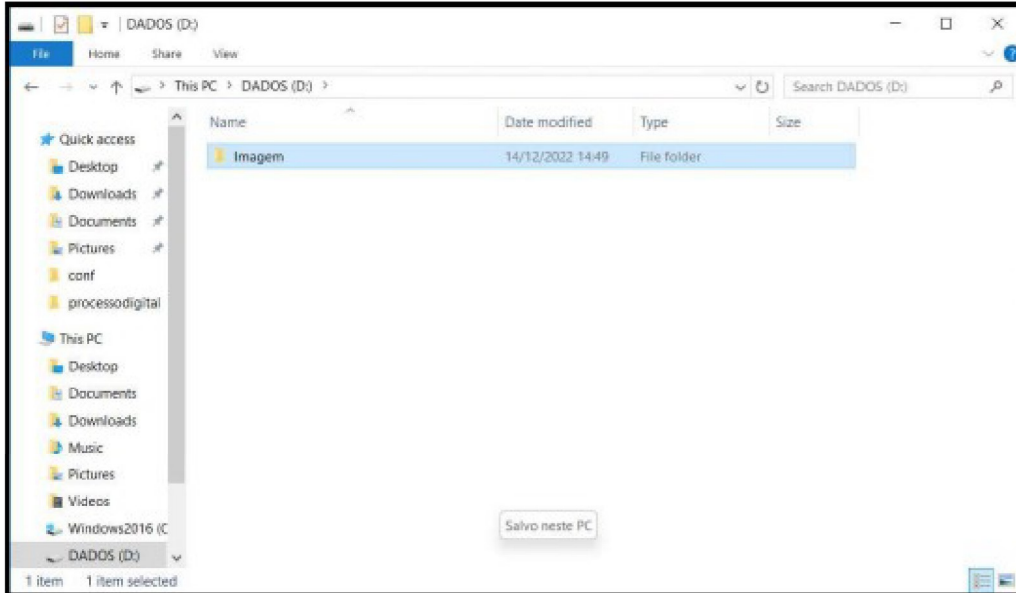 DADOS (D:)
File Home Share View
This PC > DADOS (D:) >
Search DADOS (D:)
Name Date modified Type Size
Quick access
Imagem 14/12/2022 14:49 File folder
Desktop
Downloads
Documents
Pictures
conf
processodigital
This PC
Desktop
Documents
Downloads
Music
Pictures
Videos
Windows2016 (C
Salvo neste PC
DADOS (D:)
1 item 1 item selected